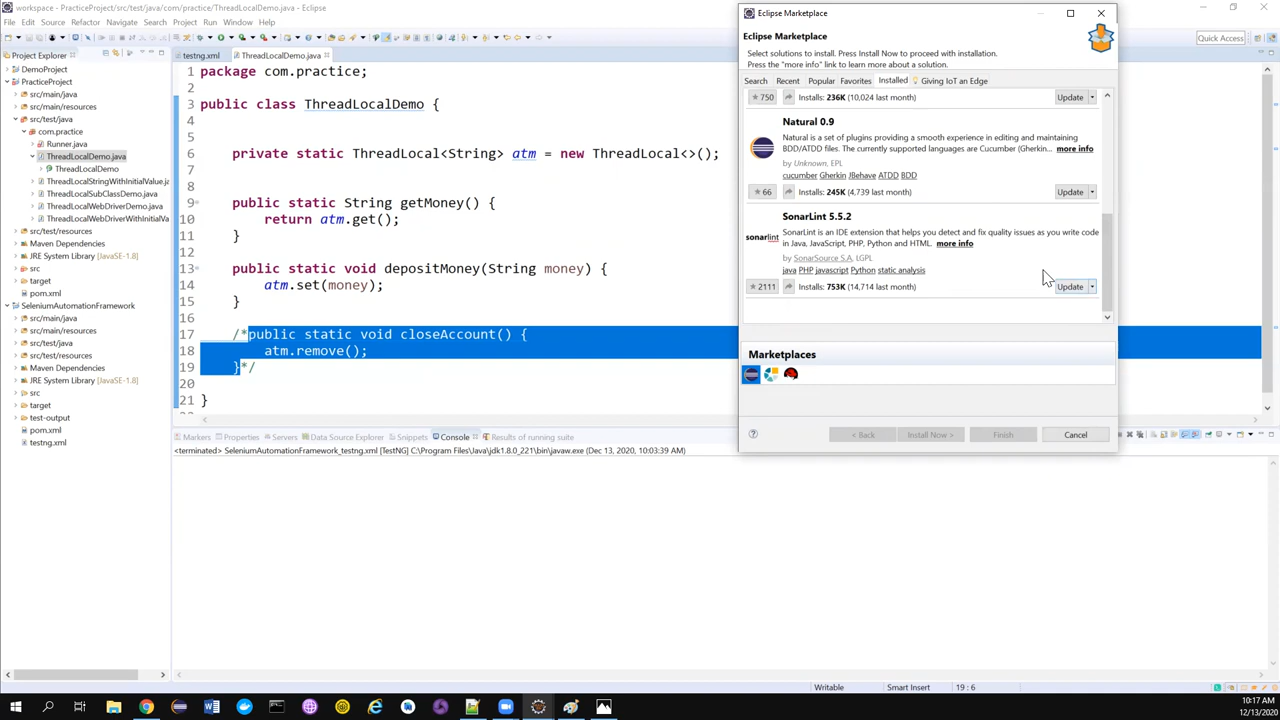 workspace - PracticeProject/src/test/java/com/practice/ThreadLocalDemo.java - Eclipse
File Edit Source Refactor Navigate Search Project Run Window Help
Quick Access
Project Explorer
DemoProject
PracticeProject
src/main/java
src/main/resources
src/test/java
com.practice
Runner.java
ThreadLocalDemo.java
ThreadLocalDemo
ThreadLocalStringWithInitialValue.j
ThreadLocalSubClassDemo.java
ThreadLocalWebDriverDemo.java
ThreadLocalWebDriverWithInitialVa
src/test/resources
Maven Dependencies
JRE System Library [JavaSE-1.8]
src
target
pom.xml
SeleniumAutomationFramework
src/main/java
src/main/resources
src/test/java
src/test/resources
Maven Dependencies
JRE System Library [JavaSE-1.8]
src
target
test-output
pom.xml
testng.xml
testng.xml ThreadLocalDemo.java
1 package com.practice;
2
3 public class ThreadLocalDemo {
4
5
6 private static ThreadLocal<String> atm = new ThreadLocal<>();
7
8
9 public static String getMoney() {
10 return atm.get();
11 }
12
13 public static void depositMoney(String money) {
14 atm.set(money);
15 }
16
17 /*public static void closeAccount() {
18 atm.remove();
19 }*/
20
21 }
Markers Properties Servers Data Source Explorer Snippets Console Results of running suite
<terminated> SeleniumAutomationFramework_testng.xml [TestNG] C:\Program Files\Java\jdk1.8.0_221\bin\javaw.exe (Dec 13, 2020, 10:03:39 AM)
Eclipse Marketplace
Eclipse Marketplace
Select solutions to install. Press Install Now to proceed with installation.
Press the "more info" link to learn more about a solution.
Search Recent Popular Favorites Installed Giving IoT an Edge
750 Installs: 236K (10,024 last month) Update
Natural 0.9
Natural is a set of plugins providing a smooth experience in editing and maintaining
BDD/ATDD files. The currently supported languages are Cucumber (Gherkin... more info
by Unknown, EPL
cucumber Gherkin JBehave ATDD BDD
66 Installs: 245K (4,739 last month) Update
SonarLint 5.5.2
sonarlint
SonarLint is an IDE extension that helps you detect and fix quality issues as you write code
in Java, JavaScript, PHP, Python and HTML. more info
by SonarSource S.A, LGPL
java PHP javascript Python static analysis
2111 Installs: 753K (14,714 last month) Update
Marketplaces
< Back Install Now > Finish Cancel
Writable Smart Insert 19 : 6
10:17 AM
12/13/2020